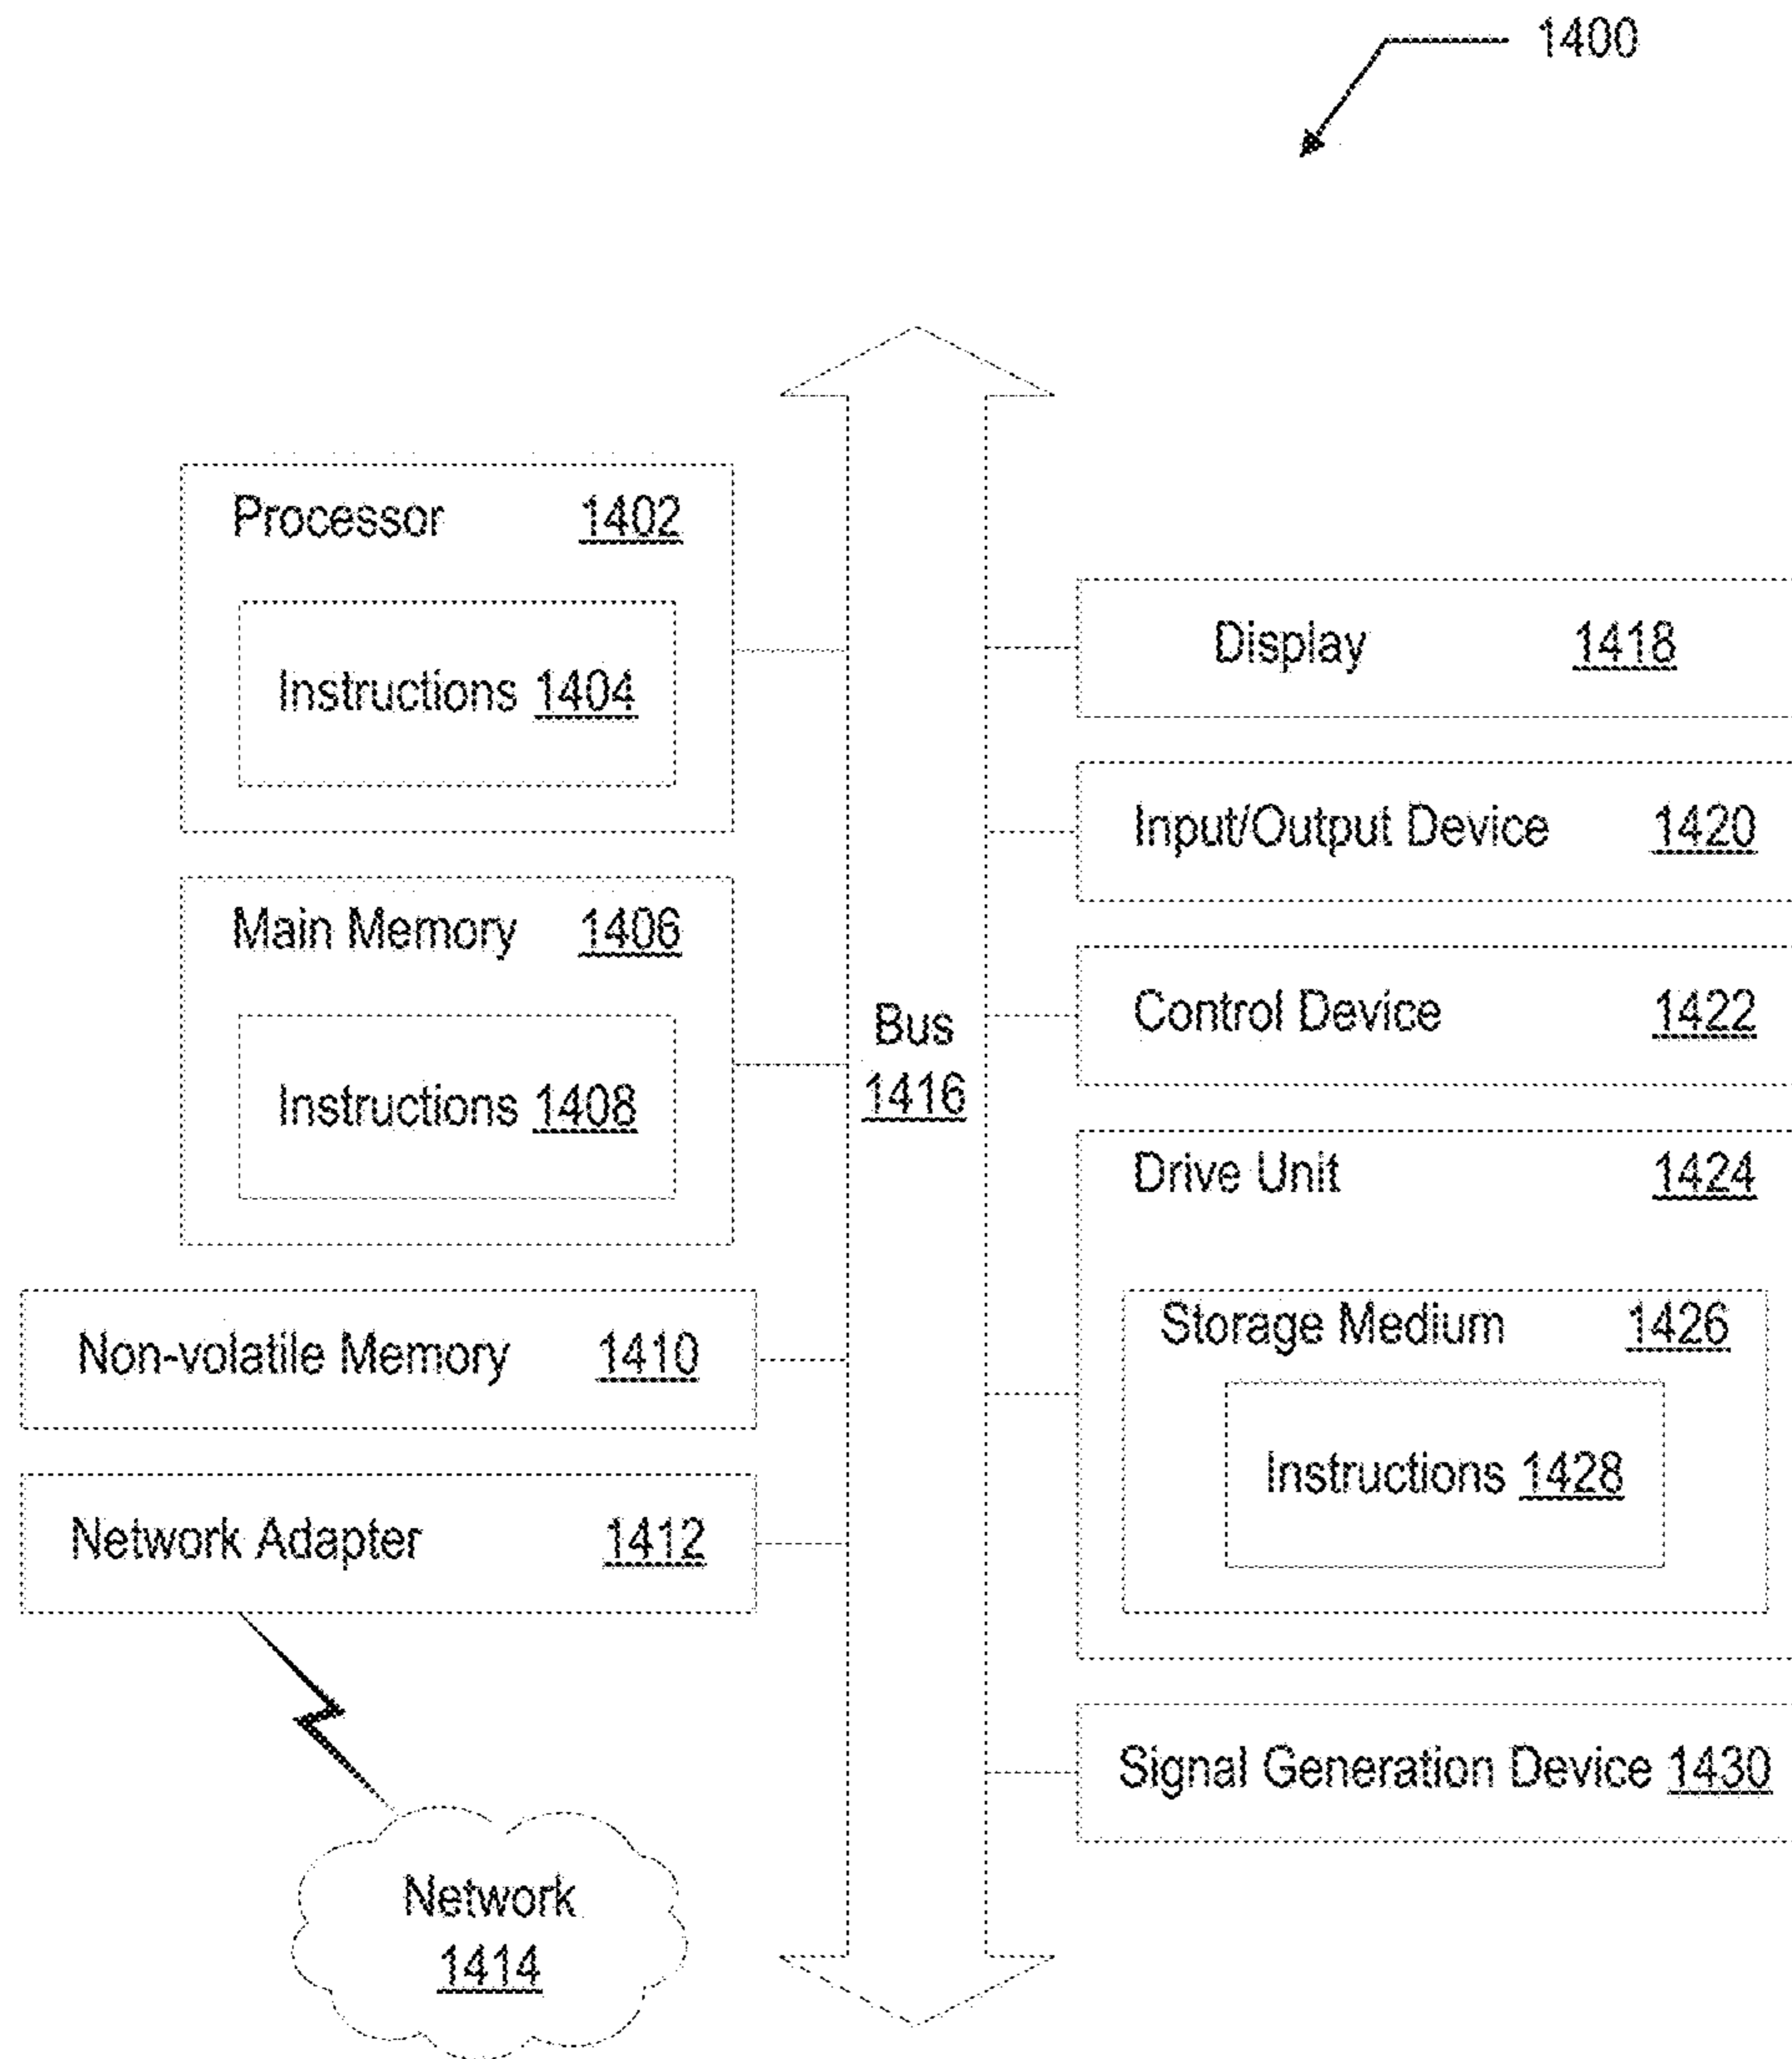 1400
Processor 1402
Instructions 1404
Main Memory 1406
Instructions 1408
Non-volatile Memory 1410
Network Adapter 1412
Network
1414
Bus
1416
Display 1418
Input/Output Device 1420
Control Device 1422
Drive Unit 1424
Storage Medium 1426
Instructions 1428
Signal Generation Device 1430